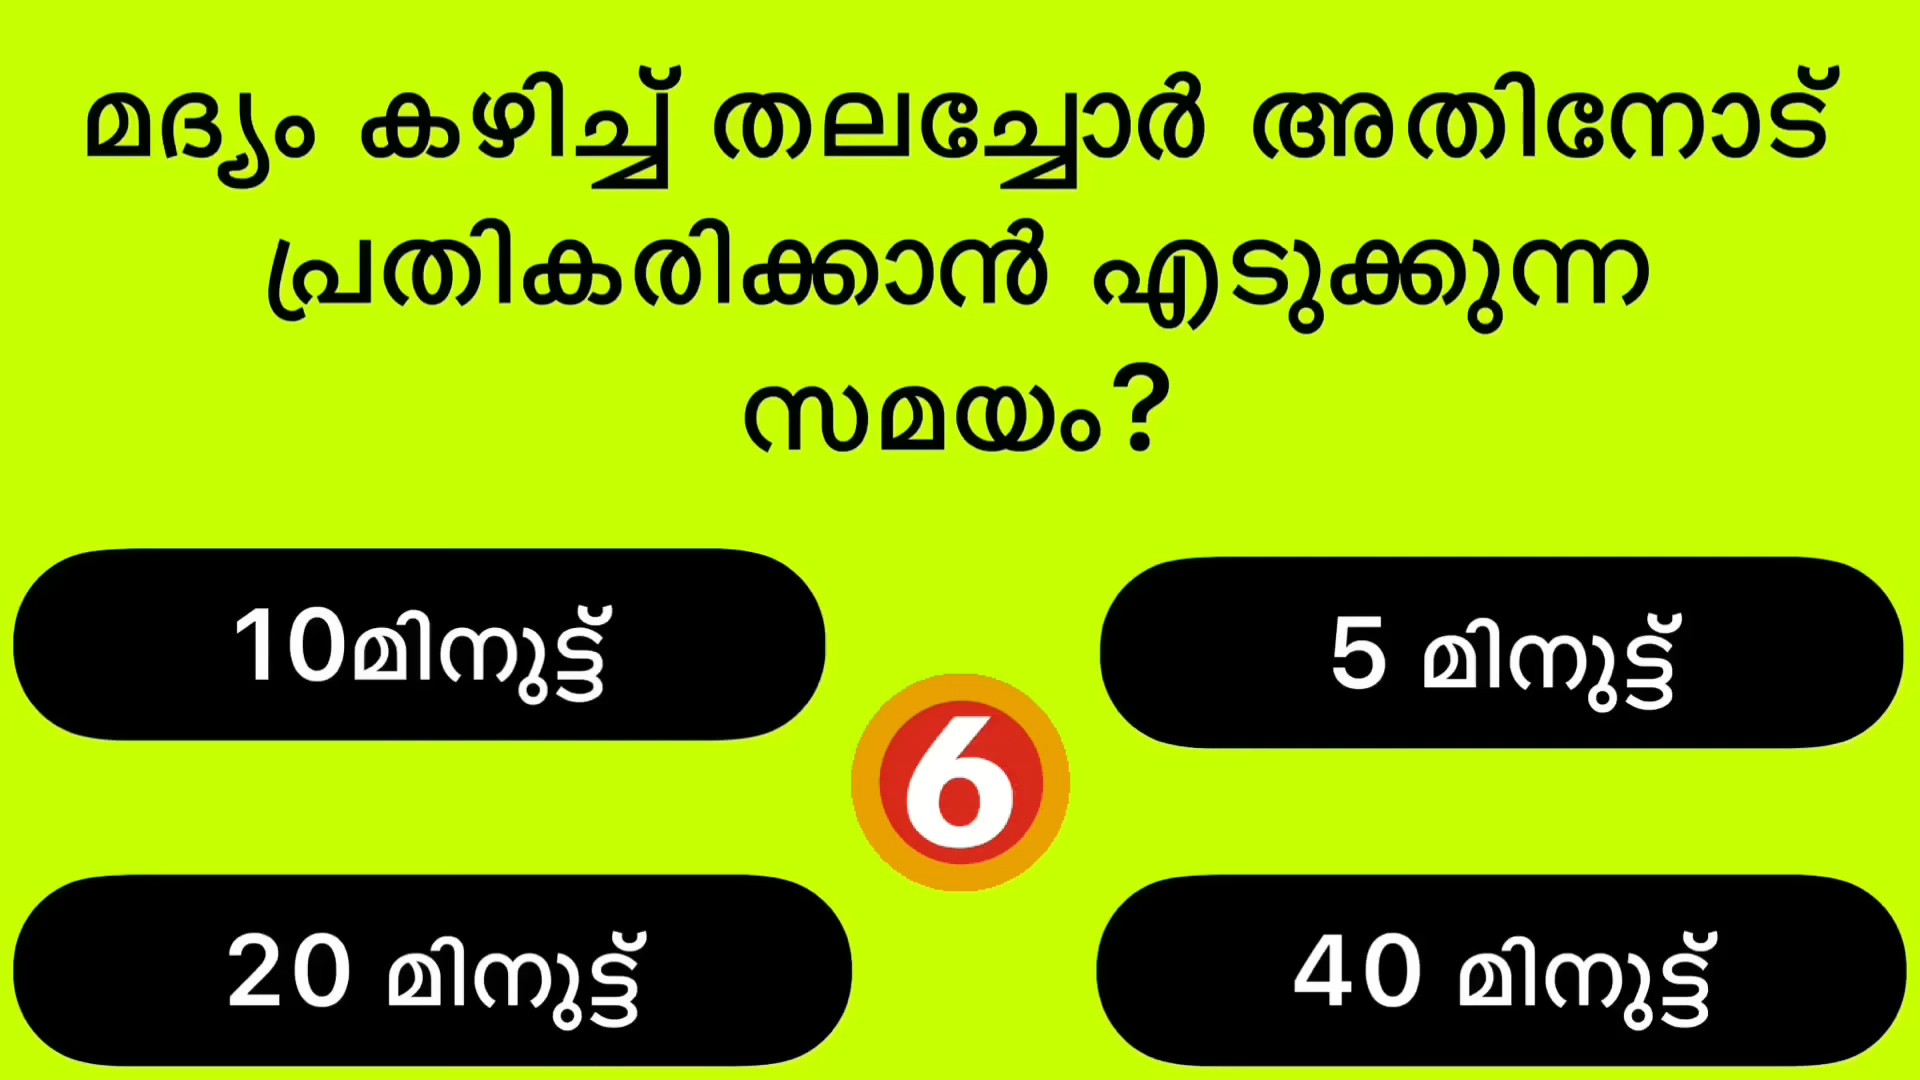 മദ്യം കഴിച്ച് തലച്ചോർ അതിനോട്
പ്രതികരിക്കാൻ എടുക്കുന്ന
സമയം?
10മിനുട്ട്
5 മിനുട്ട്
6
20 മിനുട്ട്
40 മിനുട്ട്